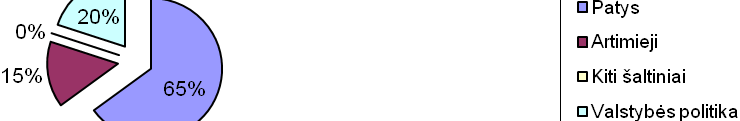 20%
0%
15%
65%
Patys
Artimieji
Kiti šaltiniai
Valstybės politika